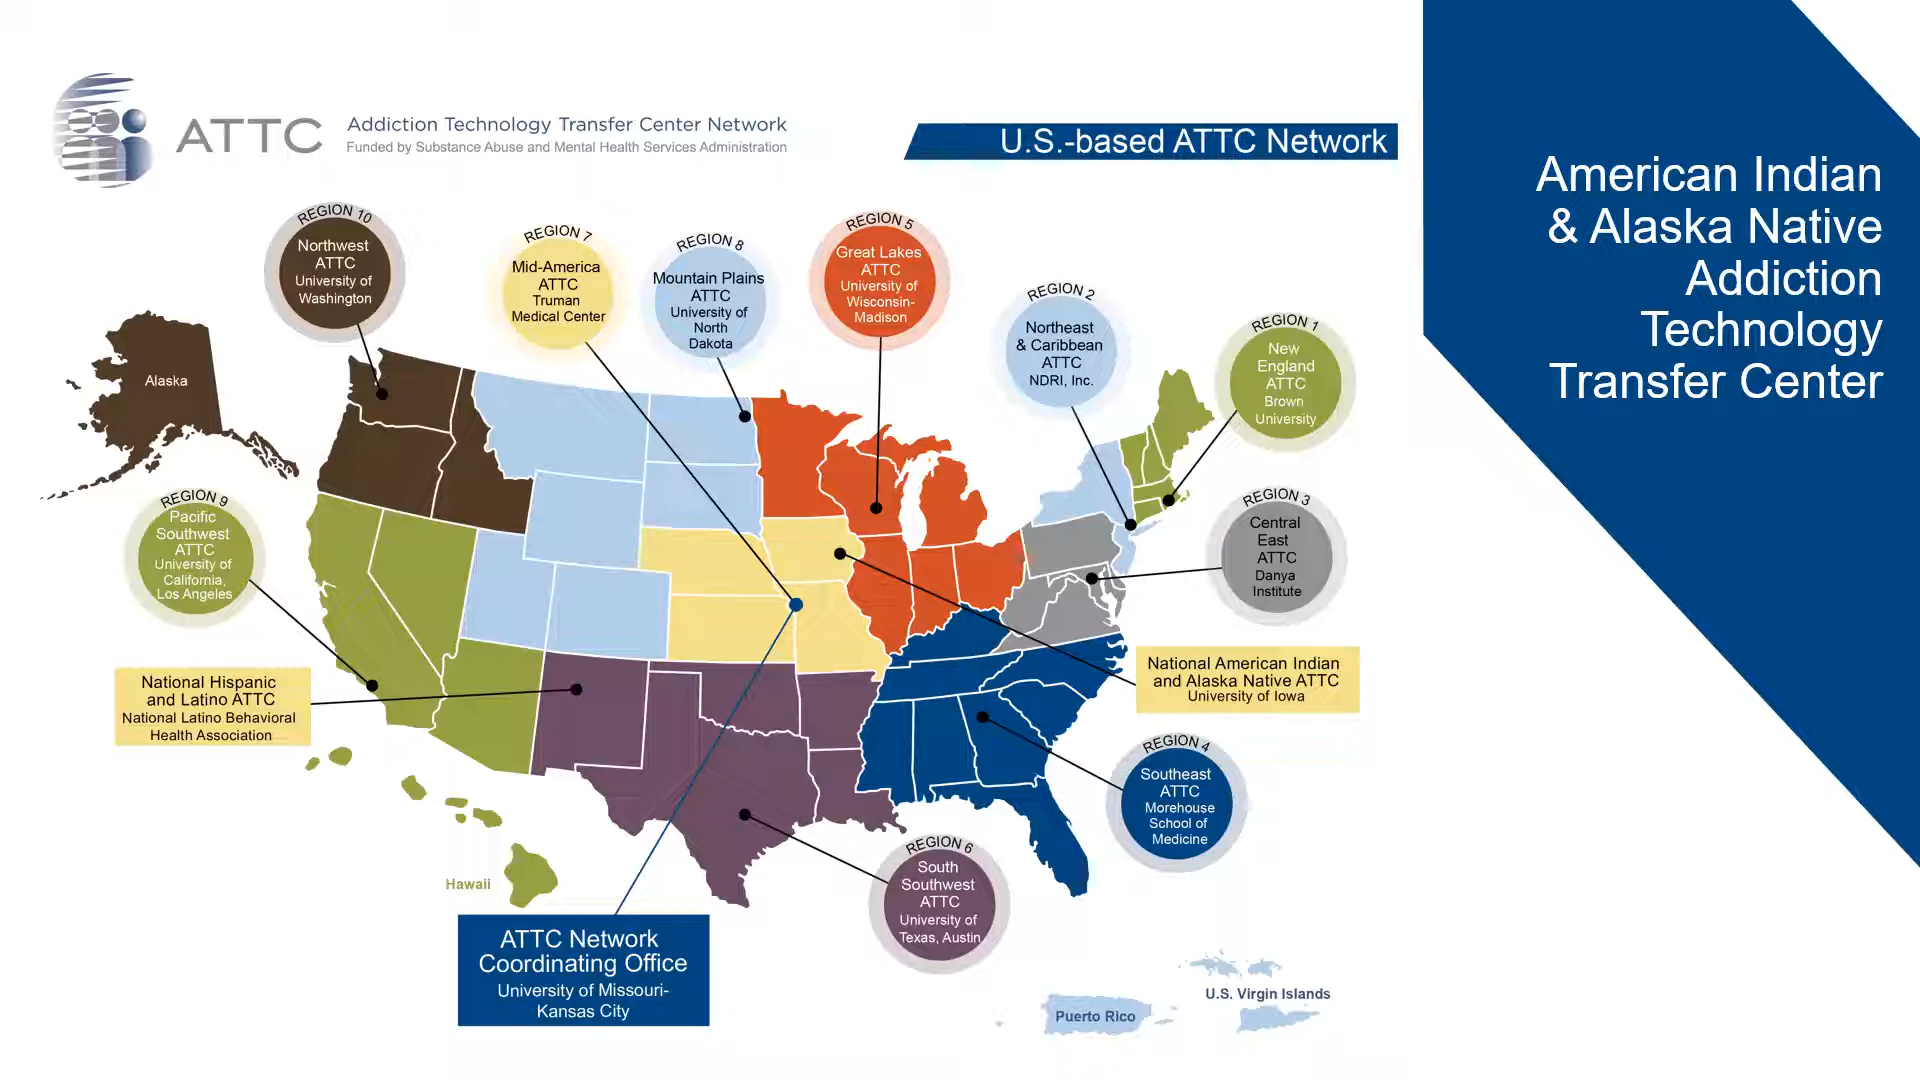 ATTC
Addiction Technology Transfer Center Network
Funded by Substance Abuse and Mental Health Services Administration
U.S.-based ATTC Network
American Indian
& Alaska Native
Addiction
Technology
Transfer Center
REGION 10
Northwest
ATTC
University of
Washington
REGION 7
Mid-America
ATTC
Truman
Medical Center
REGION 8
Mountain Plains
ATTC
University of
North
Dakota
REGION 5
Great Lakes
ATTC
University of
Wisconsin-
Madison
REGION 2
Northeast
& Caribbean
ATTC
NDRI, Inc.
REGION 1
New
England
ATTC
Brown
University
Alaska
REGION 9
Pacific
Southwest
ATTC
University of
California,
Los Angeles
REGION 3
Central
East
ATTC
Danya
Institute
National Hispanic
and Latino ATTC
National Latino Behavioral
Health Association
National American Indian
and Alaska Native ATTC
University of Iowa
REGION 4
Southeast
ATTC
Morehouse
School of
Medicine
REGION 6
South
Southwest
ATTC
University of
Texas, Austin
Hawaii
ATTC Network
Coordinating Office
University of Missouri-
Kansas City
U.S. Virgin Islands
Puerto Rico